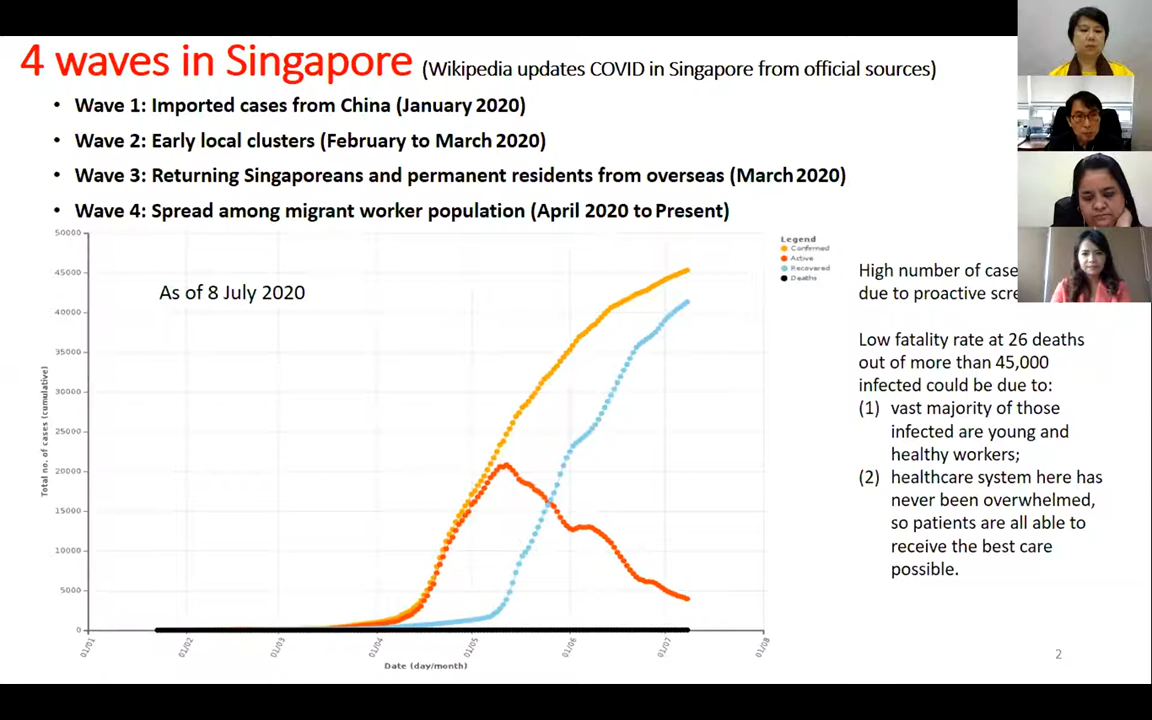 4 waves in Singapore (Wikipedia updates COVID in Singapore from official sources)
• Wave 1: Imported cases from China (January 2020)
• Wave 2: Early local clusters (February to March 2020)
• Wave 3: Returning Singaporeans and permanent residents from overseas (March 2020)
• Wave 4: Spread among migrant worker population (April 2020 to Present)
50000
45000
40000
35000
30000
25000
20000
15000
10000
5000
0
Total no. of cases (cumulative)
As of 8 July 2020
Legend
Confirmed
Active
Recovered
Deaths
01/01
01/02
01/03
01/04
01/05
01/06
01/07
01/08
Date (day/month)
High number of case
due to proactive scre
Low fatality rate at 26 deaths
out of more than 45,000
infected could be due to:
(1) vast majority of those
infected are young and
healthy workers;
(2) healthcare system here has
never been overwhelmed,
so patients are all able to
receive the best care
possible.
2